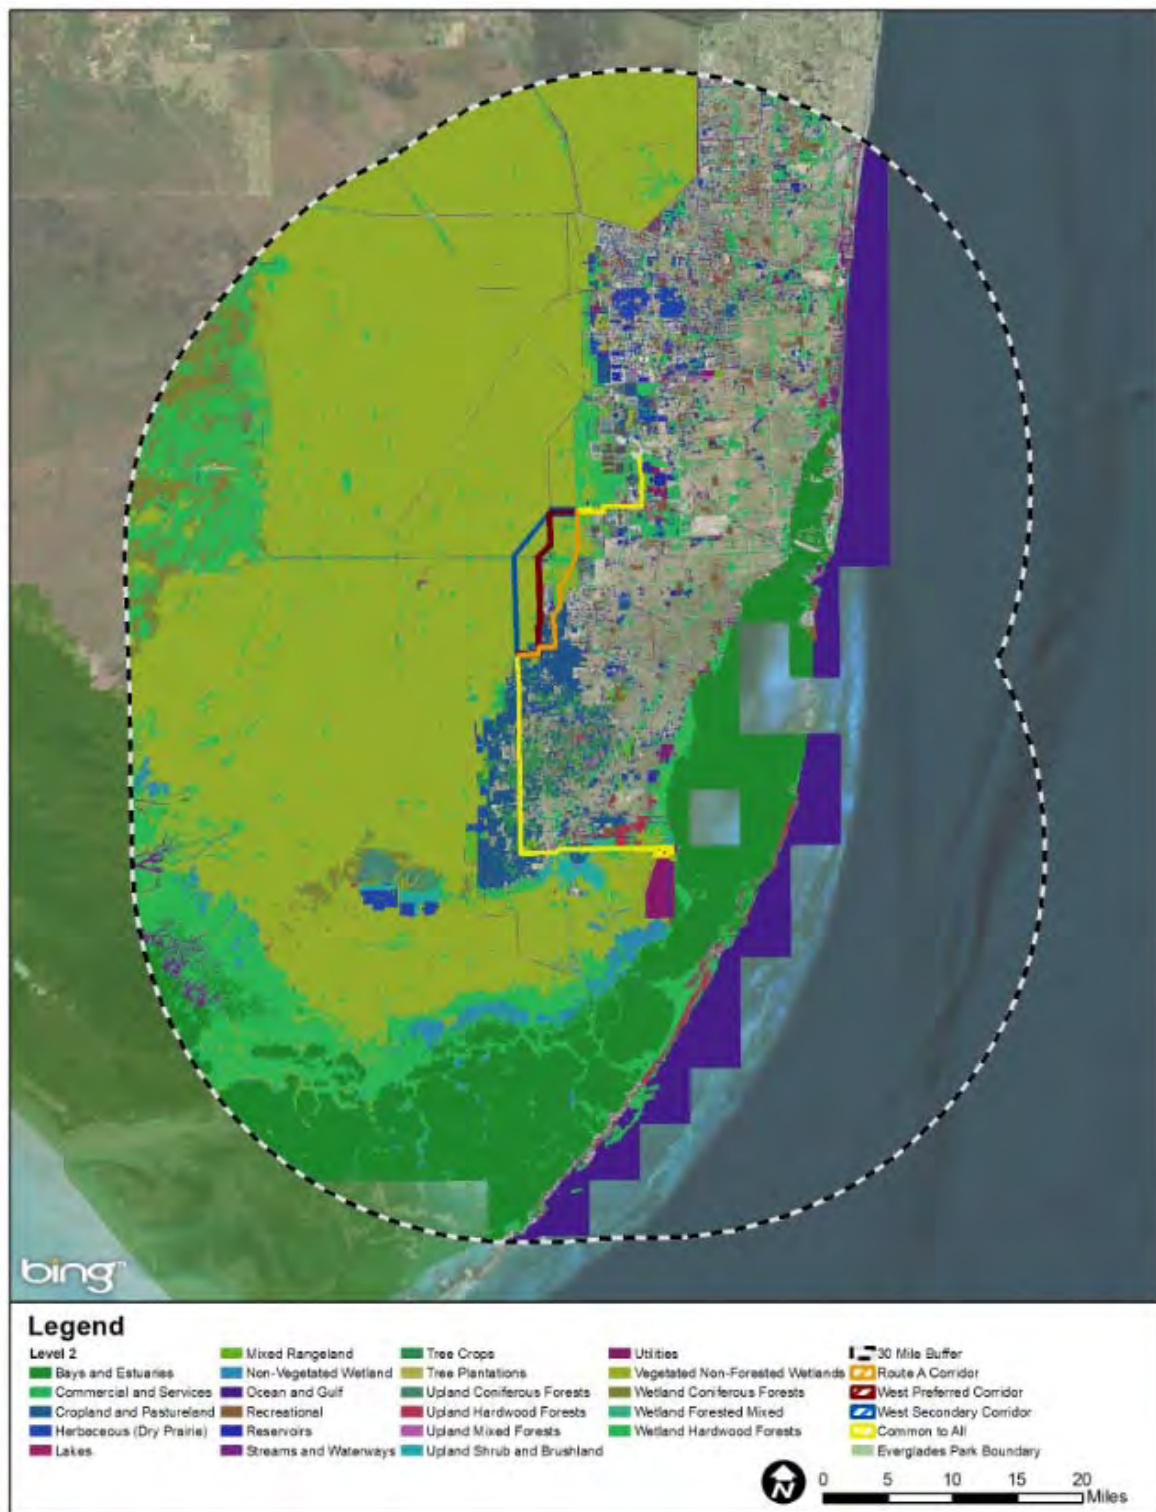 bing™
Legend
Level 2
Bays and Estuaries
Commercial and Services
Cropland and Pastureland
Herbaceous (Dry Prairie)
Lakes
Mixed Rangeland
Non-Vegetated Wetland
Ocean and Gulf
Recreational
Reservoirs
Streams and Waterways
Tree Crops
Tree Plantations
Upland Coniferous Forests
Upland Hardwood Forests
Upland Mixed Forests
Upland Shrub and Brushland
Utilities
Vegetated Non-Forested Wetlands
Wetland Coniferous Forests
Wetland Forested Mixed
Wetland Hardwood Forests
30 Mile Buffer
Route A Corridor
West Preferred Corridor
West Secondary Corridor
Common to All
Everglades Park Boundary
N
0 5 10 15 20
Miles